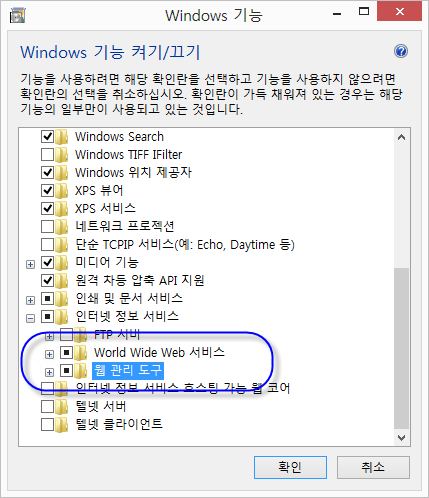 Windows 기능
Windows 기능 켜기/끄기
기능을 사용하려면 해당 확인란을 선택하고 기능을 사용하지 않으려면
확인란의 선택을 취소하십시오. 확인란이 가득 채워져 있는 경우는 해당
기능의 일부만이 사용되고 있는 것입니다.
Windows Search
Windows TIFF IFilter
Windows 위치 제공자
XPS 뷰어
XPS 서비스
네트워크 프로젝션
단순 TCPIP 서비스(예: Echo, Daytime 등)
미디어 기능
원격 차등 압축 API 지원
인쇄 및 문서 서비스
인터넷 정보 서비스
FTP 서버
World Wide Web 서비스
웹 관리 도구
인터넷 정보 서비스 호스팅 가능 웹 코어
텔넷 서버
텔넷 클라이언트
확인
취소